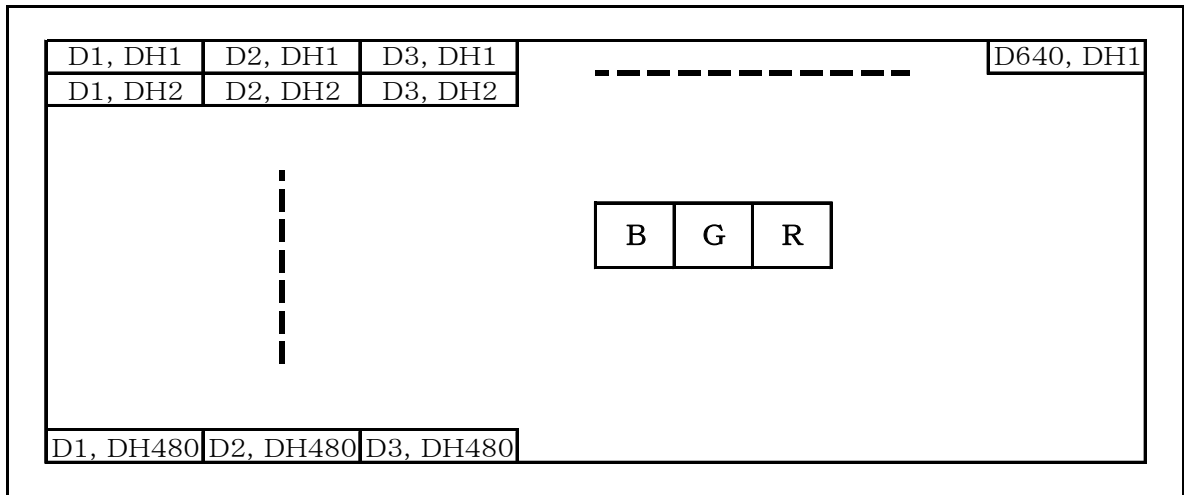 D1, DH1 D2, DH1 D3, DH1 D640, DH1
D1, DH2 D2, DH2 D3, DH2
B G R
D1, DH480 D2, DH480 D3, DH480